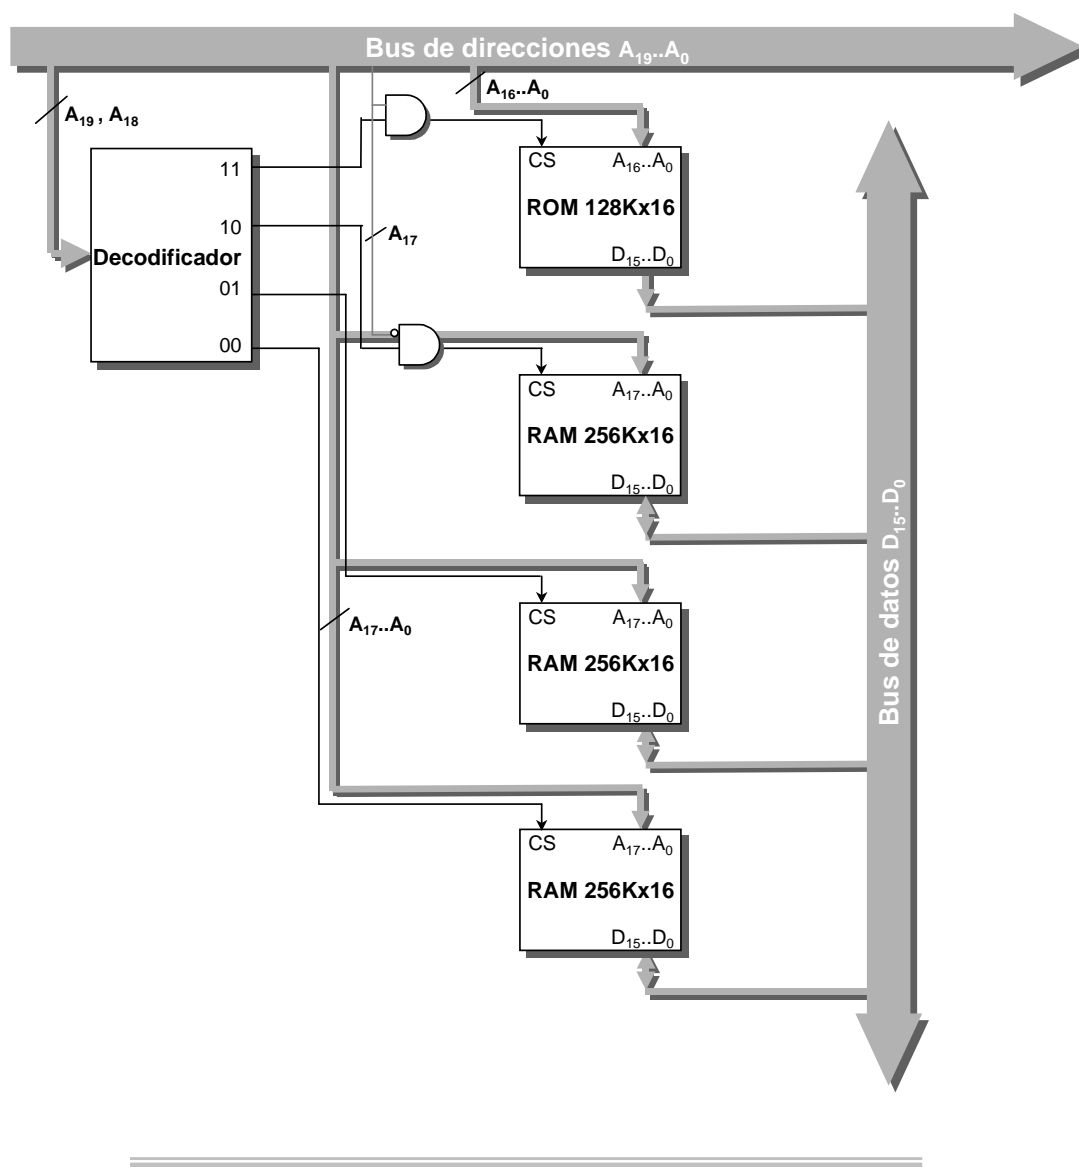 Bus de direcciones A₁₉..A₀
A₁₆..A₀
A₁₉ , A₁₈
11
10
Decodificador
01
00
A₁₇
CS A₁₆..A₀
ROM 128Kx16
D₁₅..D₀
CS A₁₇..A₀
RAM 256Kx16
D₁₅..D₀
CS A₁₇..A₀
RAM 256Kx16
D₁₅..D₀
A₁₇..A₀
CS A₁₇..A₀
RAM 256Kx16
D₁₅..D₀
Bus de datos D₁₅..D₀